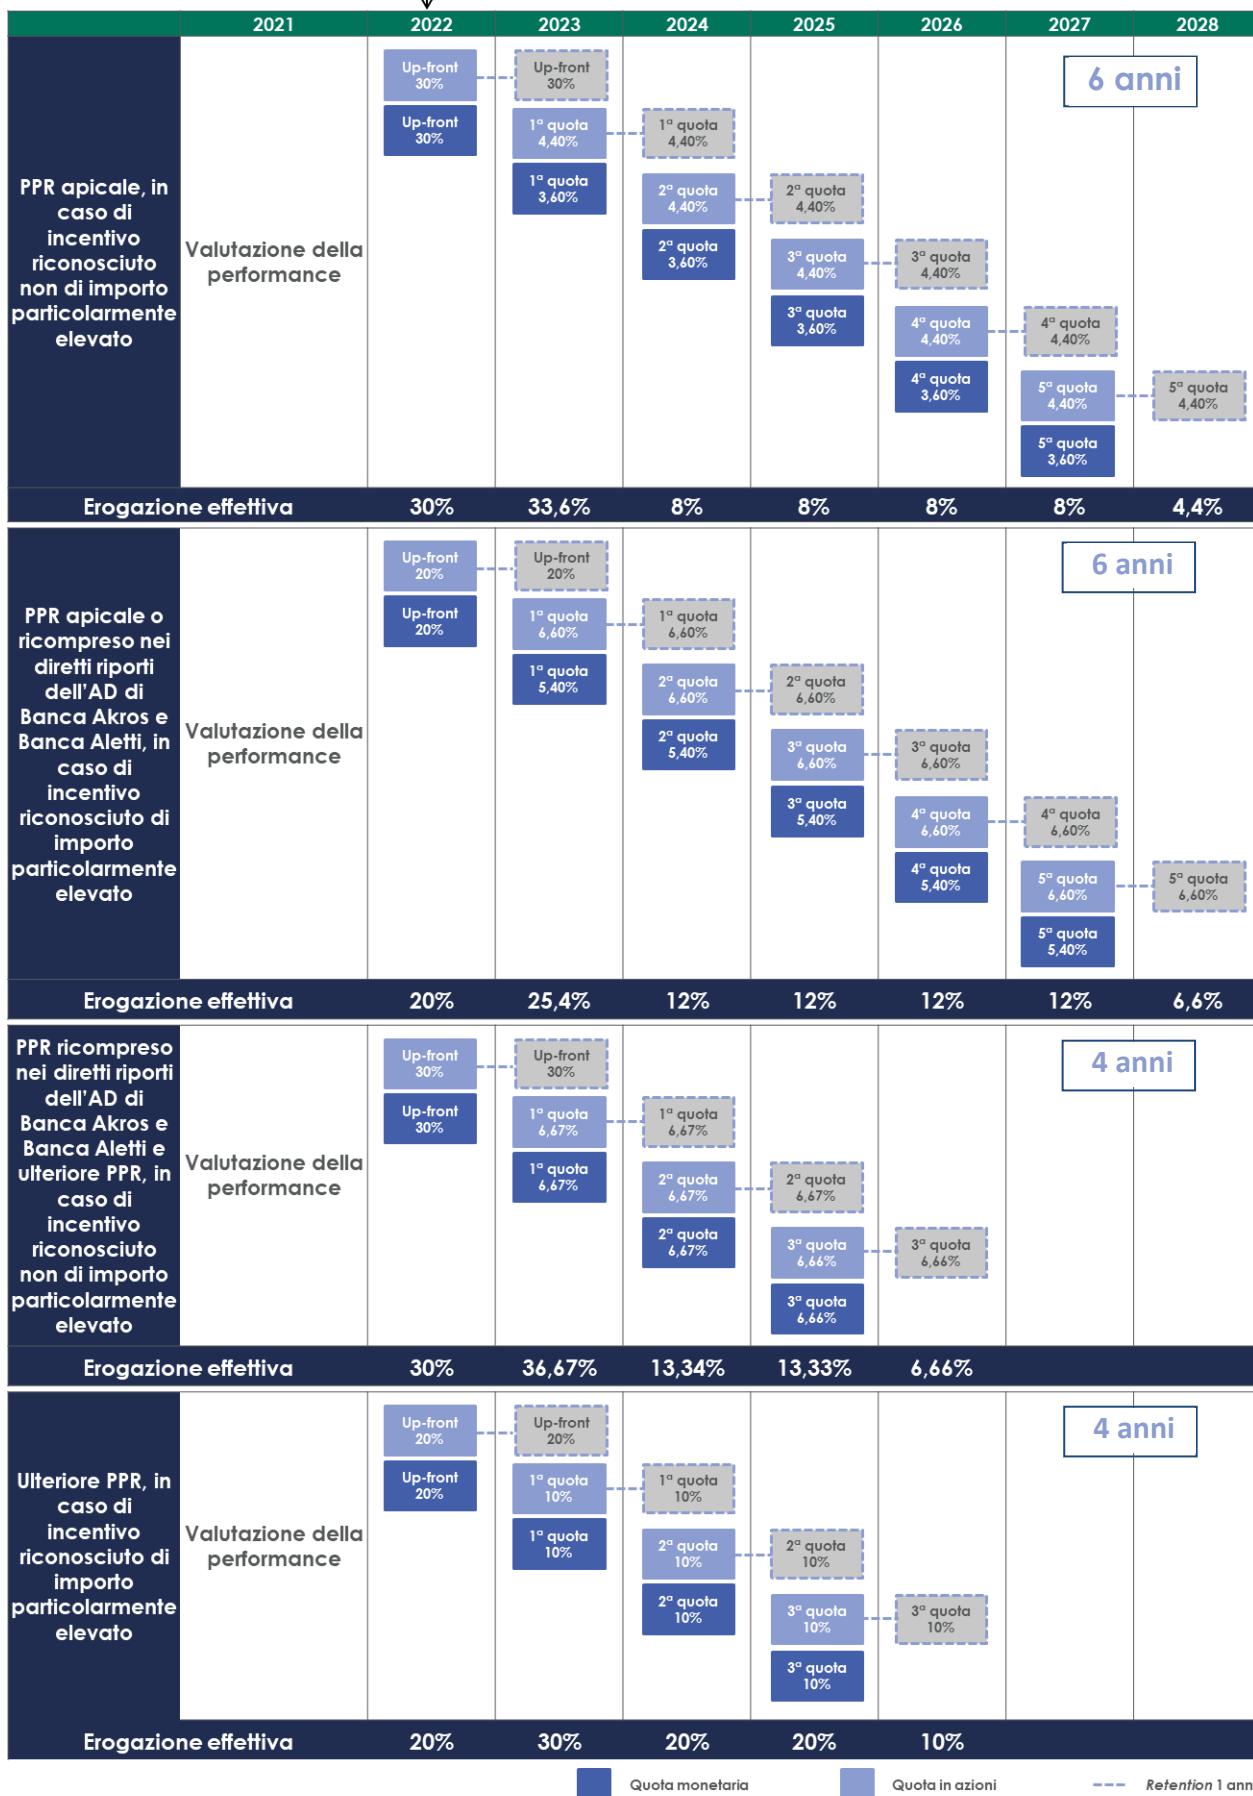 2021 2022 2023 2024 2025 2026 2027 2028
6 anni
PPR apicale, in
caso di
incentivo
riconosciuto
non di importo
particolarmente
elevato
Valutazione della
performance
Up-front
30%
Up-front
30%
Up-front
30%
1ª quota
4,40%
1ª quota
3,60%
1ª quota
4,40%
2ª quota
4,40%
2ª quota
3,60%
2ª quota
4,40%
3ª quota
4,40%
3ª quota
3,60%
3ª quota
4,40%
4ª quota
4,40%
4ª quota
3,60%
4ª quota
4,40%
5ª quota
4,40%
5ª quota
3,60%
5ª quota
4,40%
Erogazione effettiva 30% 33,6% 8% 8% 8% 8% 4,4%
6 anni
PPR apicale o
ricompreso nei
diretti riporti
dell'AD di
Banca Akros e
Banca Aletti, in
caso di
incentivo
riconosciuto di
importo
particolarmente
elevato
Valutazione della
performance
Up-front
20%
Up-front
20%
Up-front
20%
1ª quota
6,60%
1ª quota
5,40%
1ª quota
6,60%
2ª quota
6,60%
2ª quota
5,40%
2ª quota
6,60%
3ª quota
6,60%
3ª quota
5,40%
3ª quota
6,60%
4ª quota
6,60%
4ª quota
5,40%
4ª quota
6,60%
5ª quota
6,60%
5ª quota
5,40%
5ª quota
6,60%
Erogazione effettiva 20% 25,4% 12% 12% 12% 12% 6,6%
4 anni
PPR ricompreso
nei diretti riporti
dell'AD di
Banca Akros e
Banca Aletti e
ulteriore PPR, in
caso di
incentivo
riconosciuto
non di importo
particolarmente
elevato
Valutazione della
performance
Up-front
30%
Up-front
30%
Up-front
30%
1ª quota
6,67%
1ª quota
6,67%
1ª quota
6,67%
2ª quota
6,67%
2ª quota
6,67%
2ª quota
6,67%
3ª quota
6,66%
3ª quota
6,66%
3ª quota
6,66%
Erogazione effettiva 30% 36,67% 13,34% 13,33% 6,66%
4 anni
Ulteriore PPR, in
caso di
incentivo
riconosciuto di
importo
particolarmente
elevato
Valutazione della
performance
Up-front
20%
Up-front
20%
Up-front
20%
1ª quota
10%
1ª quota
10%
1ª quota
10%
2ª quota
10%
2ª quota
10%
2ª quota
10%
3ª quota
10%
3ª quota
10%
3ª quota
10%
Erogazione effettiva 20% 30% 20% 20% 10%
Quota monetaria Quota in azioni Retention 1 ann